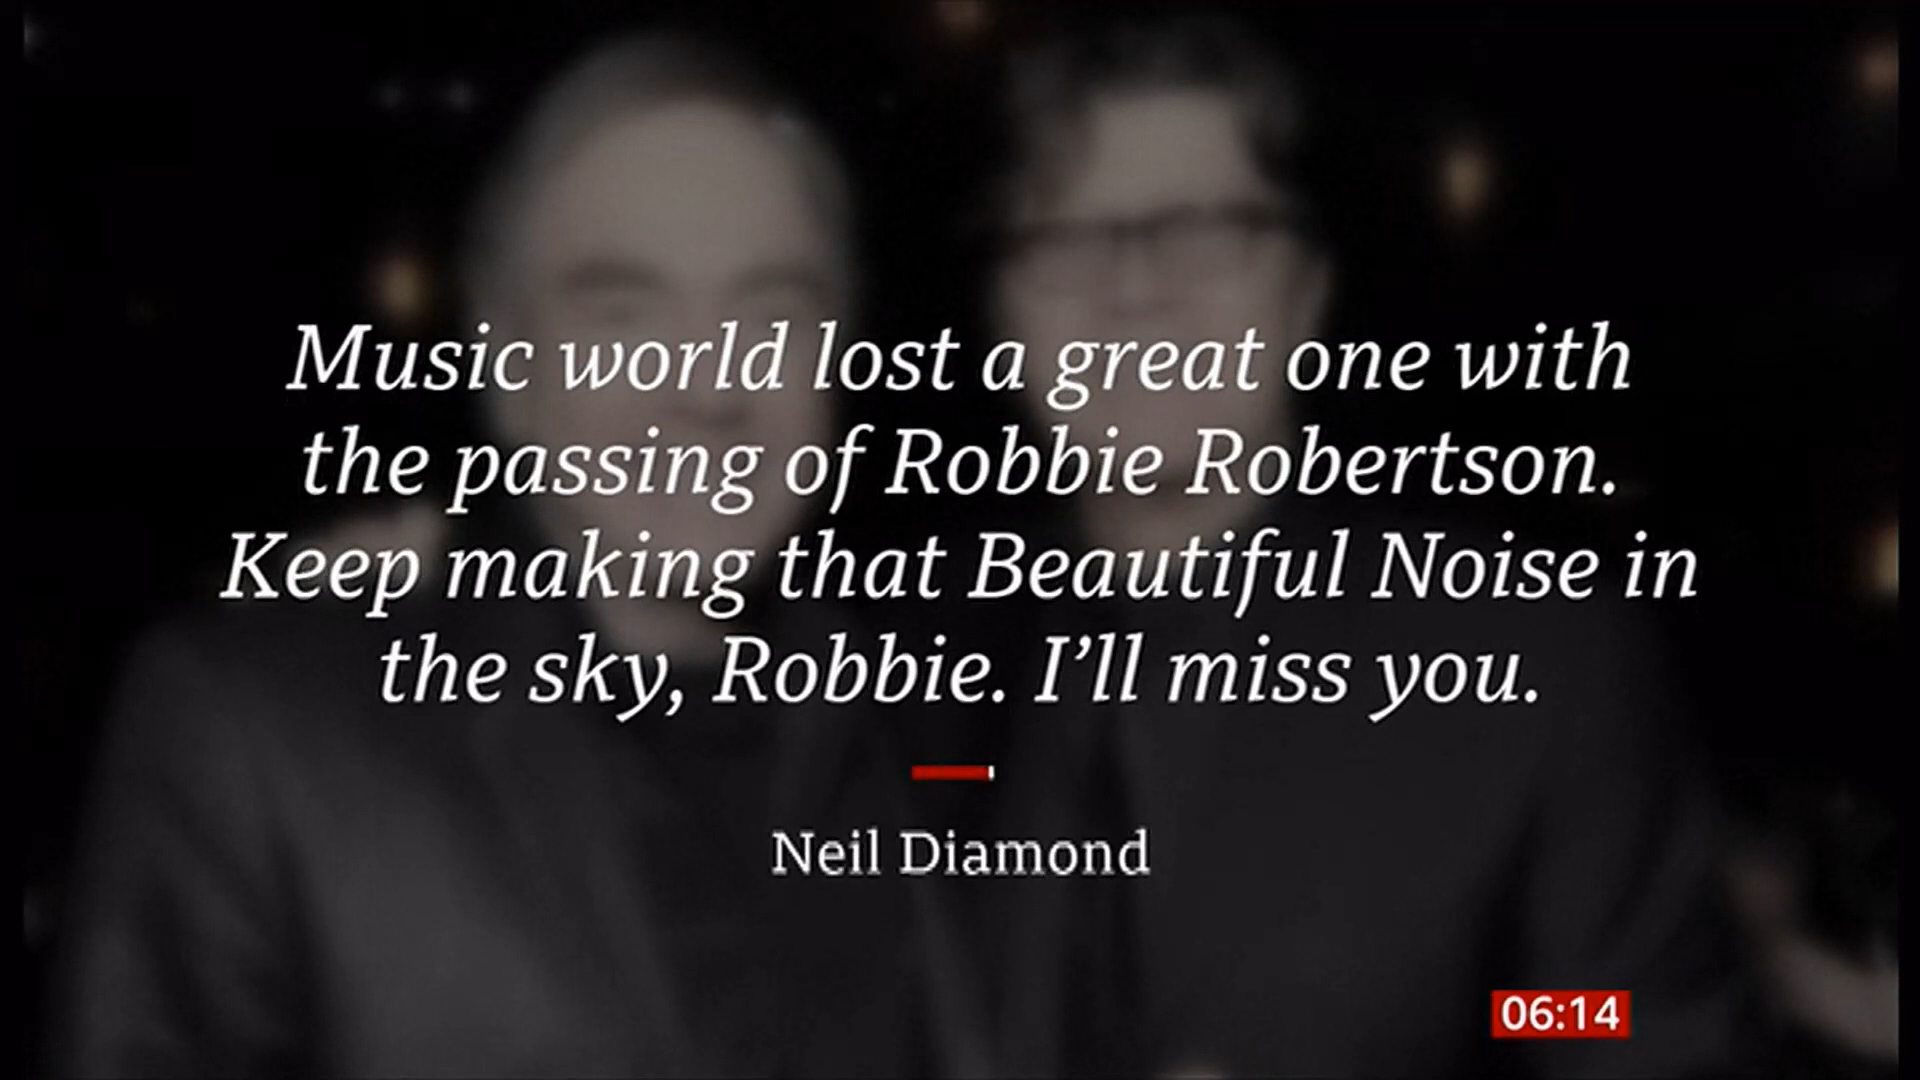 Music world lost a great one with
the passing of Robbie Robertson.
Keep making that Beautiful Noise in
the sky, Robbie. I’ll miss you.
Neil Diamond
06:14